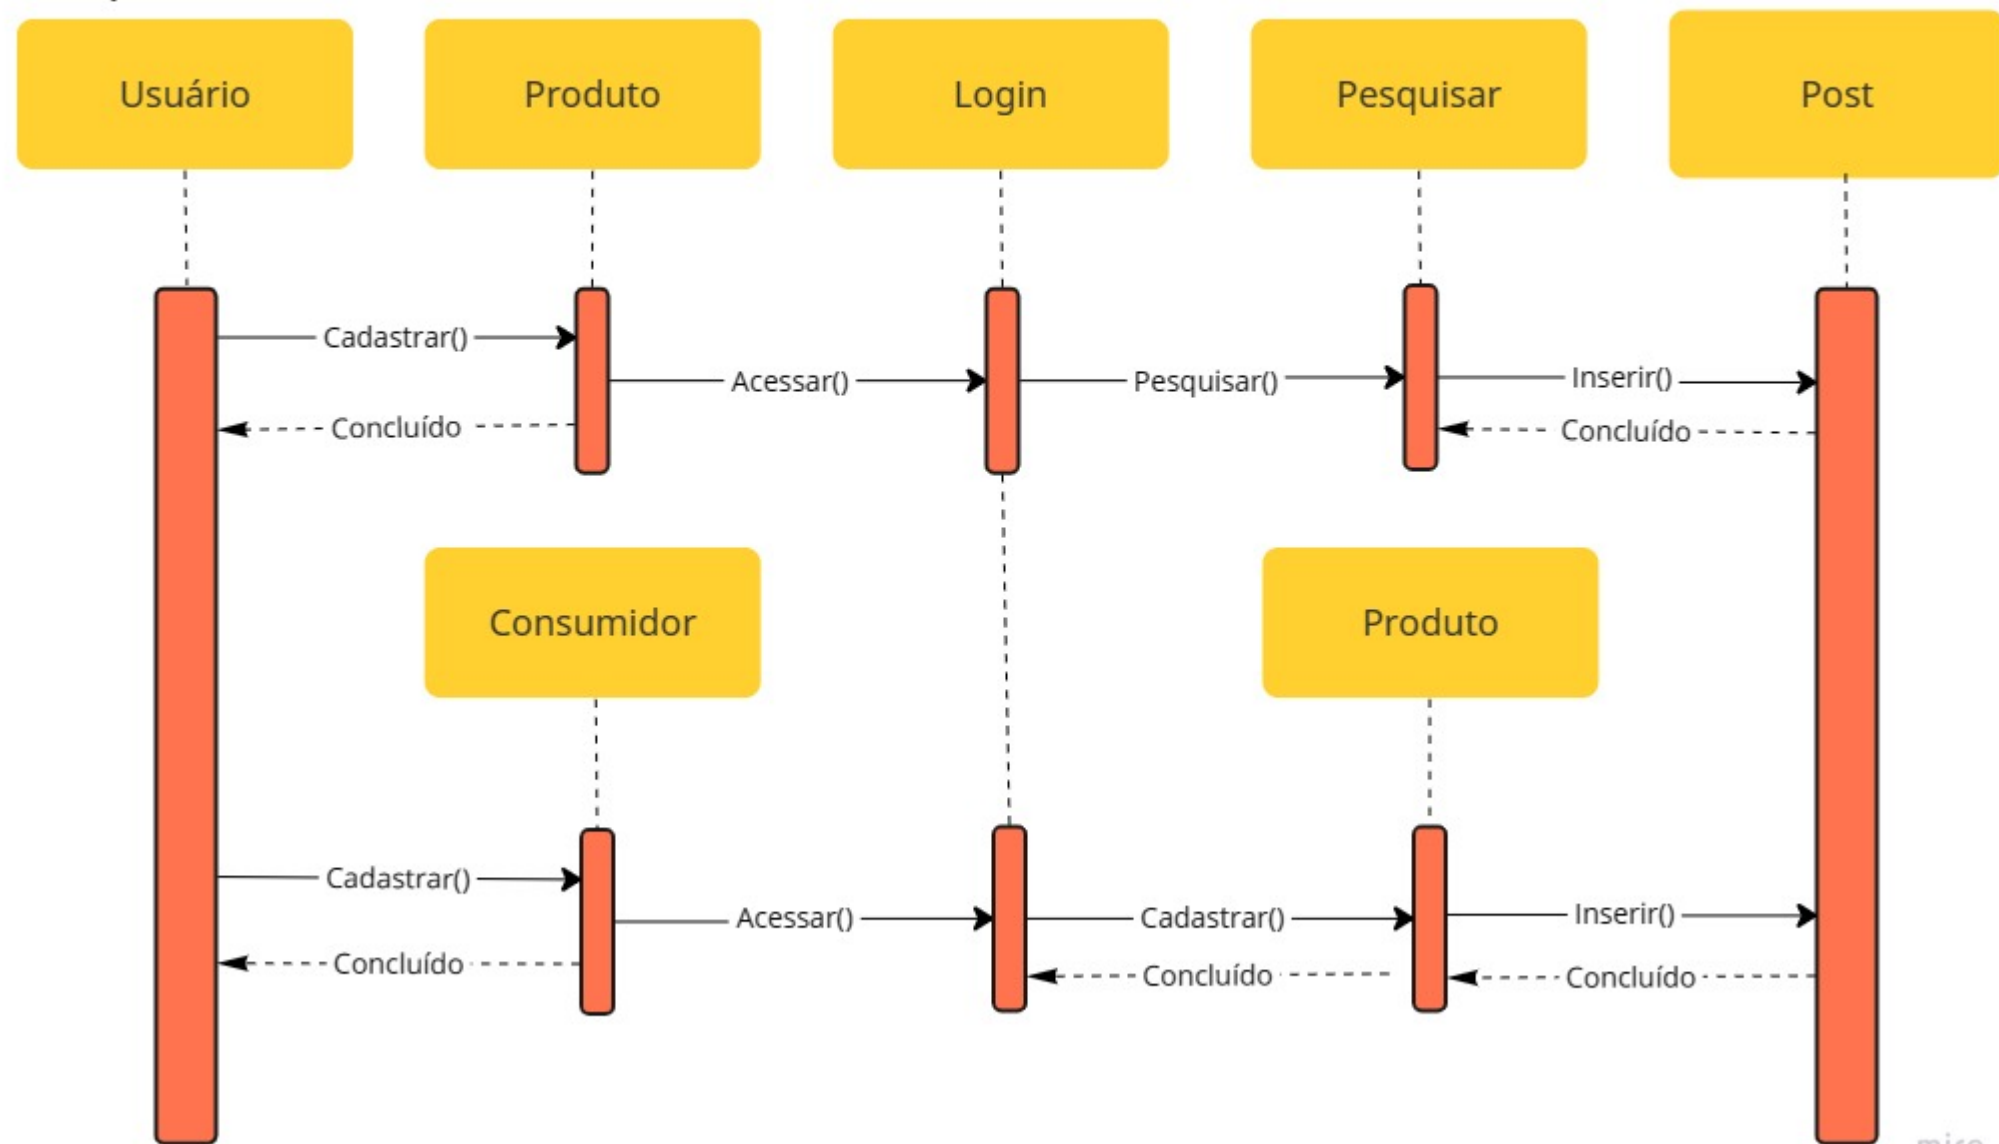 Usuário
Produto
Login
Pesquisar
Post
Cadastrar()
Acessar()
Pesquisar()
Inserir()
Concluído
Concluído
Consumidor
Produto
Cadastrar()
Acessar()
Cadastrar()
Inserir()
Concluído
Concluído
Concluído
miro